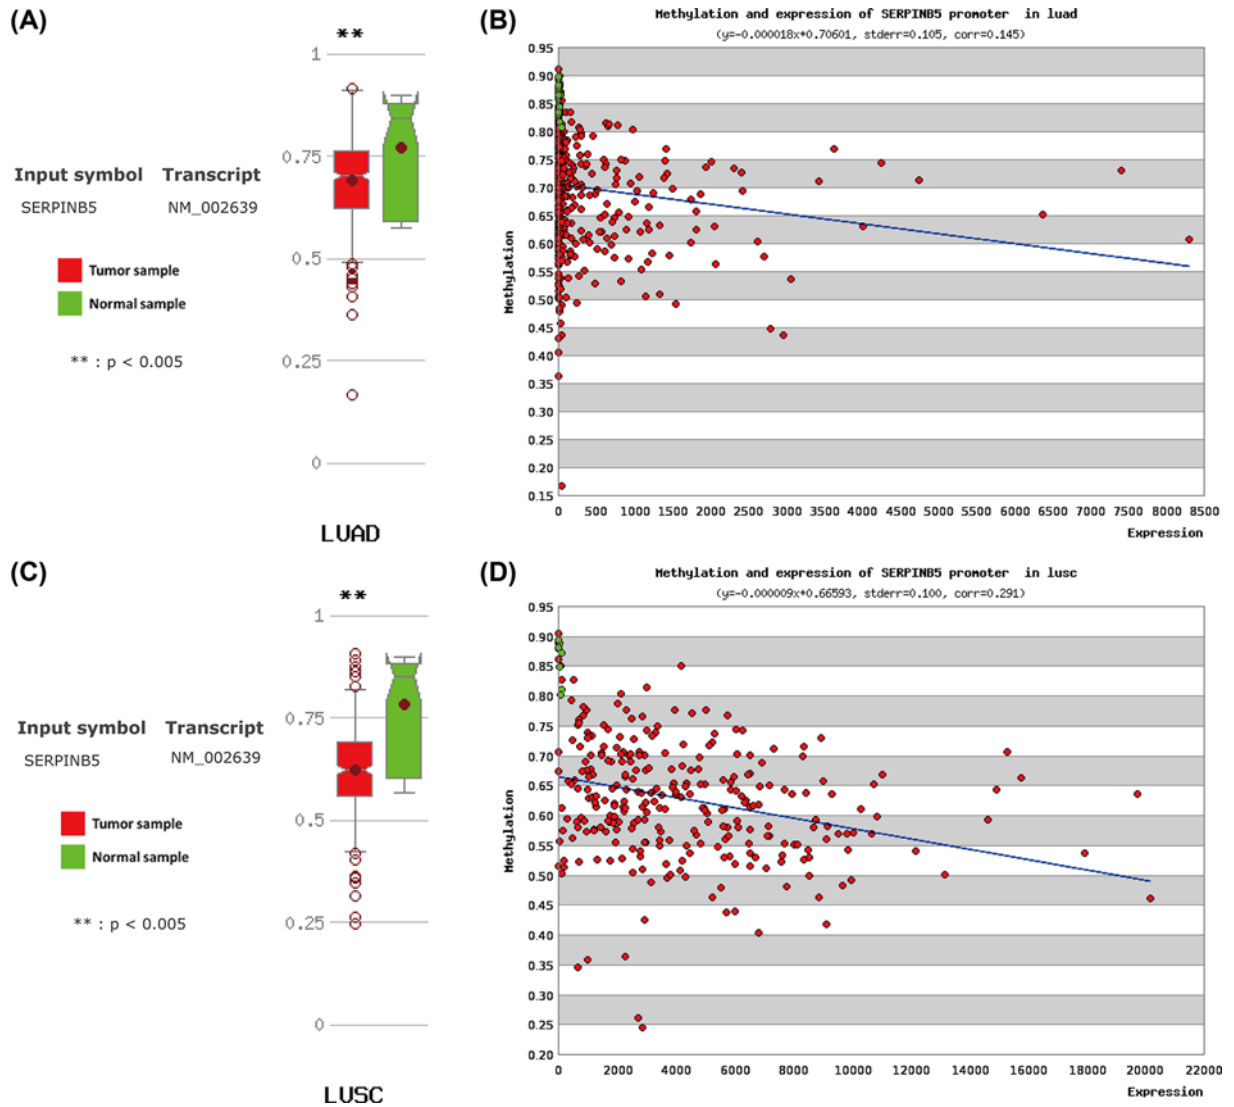 (A)
**
1
0.75
0.5
0.25
0
Input symbol Transcript
SERPINB5 NM_002639
Tumor sample
Normal sample
** : p < 0.005
LUAD
(B)
Methylation and expression of SERPINB5 promoter in luad
(y=-0.000018x+0.70601, stderr=0.105, corr=0.145)
0.95
0.90
0.85
0.80
0.75
0.70
0.65
0.60
0.55
0.50
0.45
0.40
0.35
0.30
0.25
0.20
0.15
Methylation
0 500 1000 1500 2000 2500 3000 3500 4000 4500 5000 5500 6000 6500 7000 7500 8000 8500
Expression
(C)
**
1
0.75
0.5
0.25
0
Input symbol Transcript
SERPINB5 NM_002639
Tumor sample
Normal sample
** : p < 0.005
LUSC
(D)
Methylation and expression of SERPINB5 promoter in lusc
(y=-0.000009x+0.66593, stderr=0.100, corr=0.291)
0.95
0.90
0.85
0.80
0.75
0.70
0.65
0.60
0.55
0.50
0.45
0.40
0.35
0.30
0.25
0.20
Methylation
0 2000 4000 6000 8000 10000 12000 14000 16000 18000 20000 22000
Expression